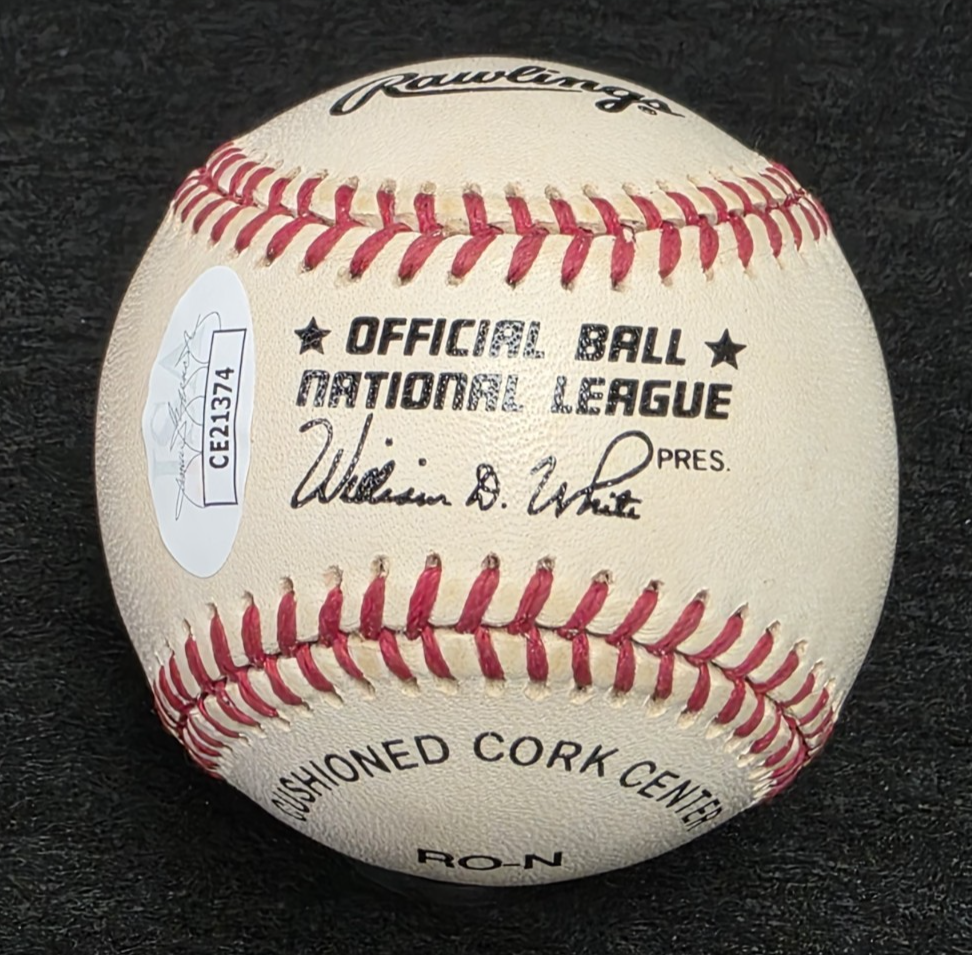 Rawlings®
★ OFFICIAL BALL ★
NATIONAL LEAGUE
William D. White PRES.
CE21374
CUSHIONED CORK CENTER
RO-N